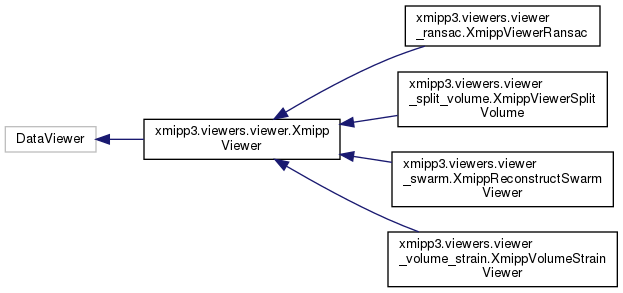 xmipp3.viewers.viewer
_ransac.XmippViewerRansac
xmipp3.viewers.viewer
_split_volume.XmippViewerSplit
Volume
DataViewer
xmipp3.viewers.viewer.Xmipp
Viewer
xmipp3.viewers.viewer
_swarm.XmippReconstructSwarm
Viewer
xmipp3.viewers.viewer
_volume_strain.XmippVolumeStrain
Viewer